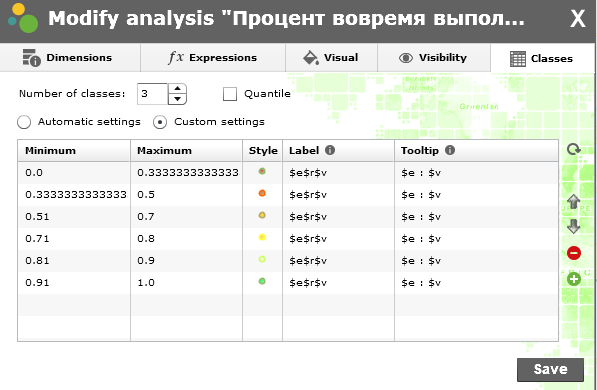 Modify analysis "Процент вовремя выпол... X
Dimensions fx Expressions Visual Visibility Classes
Number of classes: 3 Quantile
Automatic settings Custom settings
Minimum Maximum Style Label Tooltip
0.0 0.3333333333333 $e$r$v $e : $v
0.3333333333333 0.5 $e$r$v $e : $v
0.51 0.7 $e$r$v $e : $v
0.71 0.8 $e$r$v $e : $v
0.81 0.9 $e$r$v $e : $v
0.91 1.0 $e$r$v $e : $v
Save